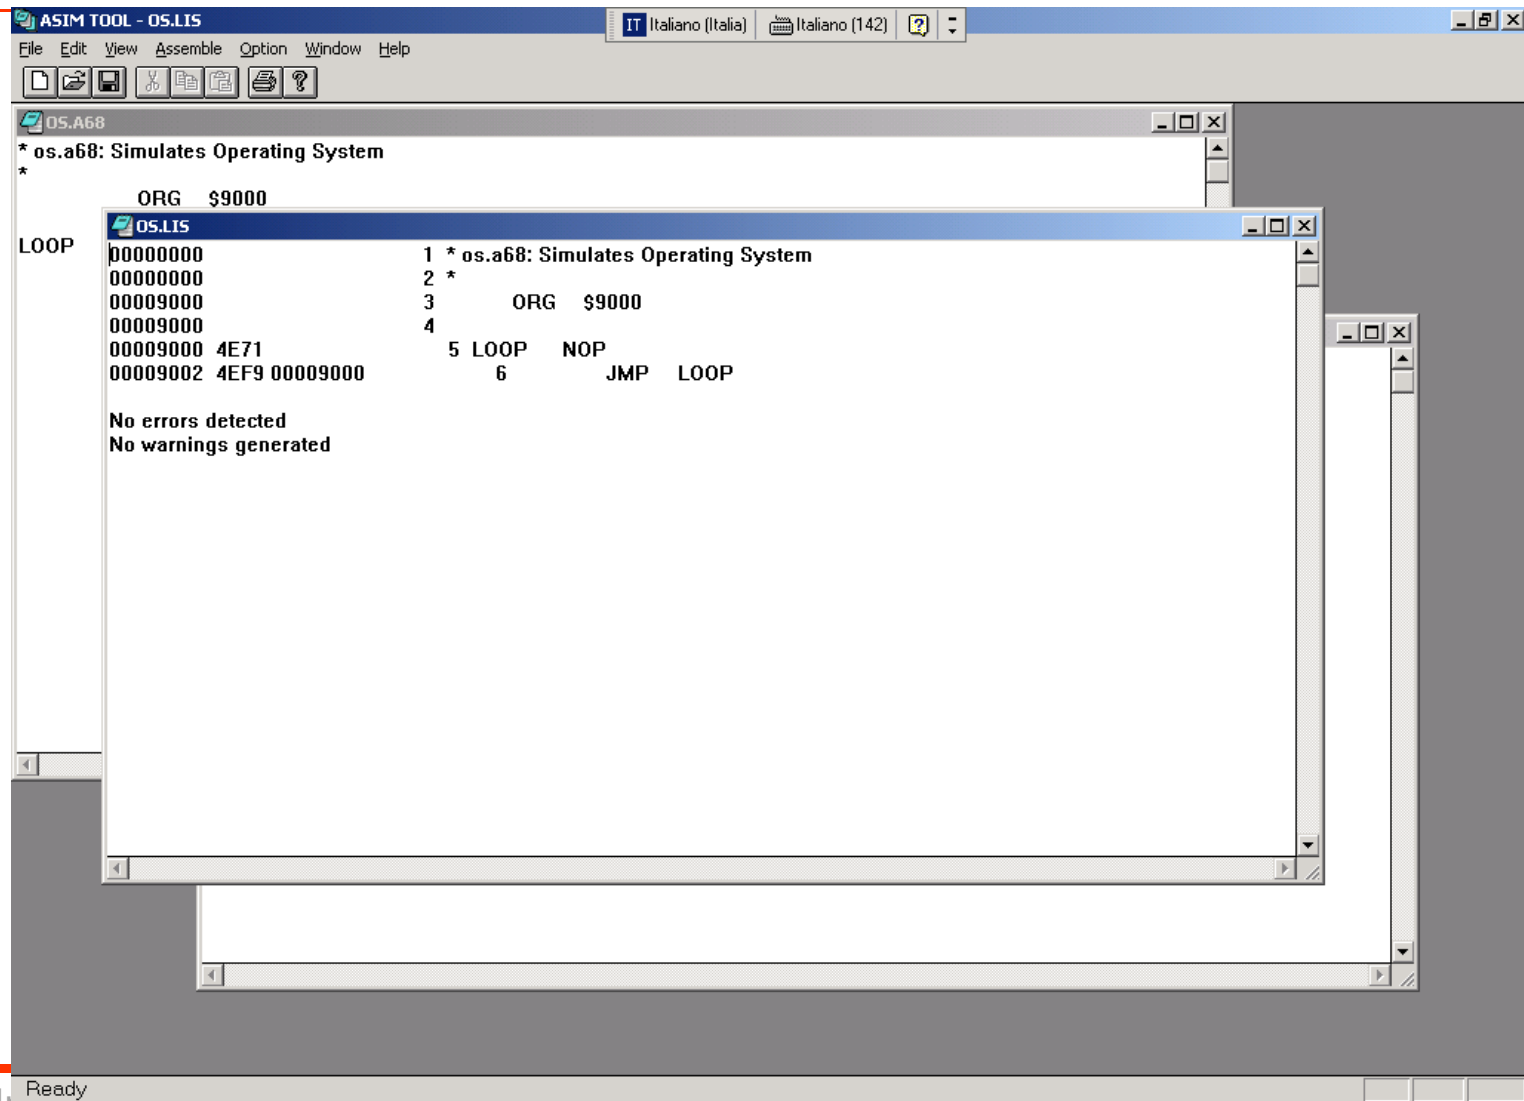 ASIM TOOL - OS.LIS
IT Italiano (Italia) Italiano (142)
File Edit View Assemble Option Window Help
OS.A68
* os.a68: Simulates Operating System
*
ORG $9000
LOOP
OS.LIS
00000000 1 * os.a68: Simulates Operating System
00000000 2 *
00009000 3 ORG $9000
00009000 4
00009000 4E71 5 LOOP NOP
00009002 4EF9 00009000 6 JMP LOOP
No errors detected
No warnings generated
Ready